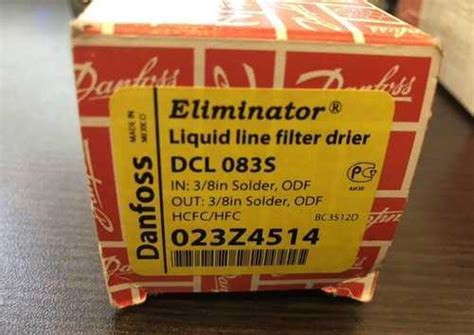 Danfoss
Danfoss
Danfoss
MADE IN
MEXICO
Eliminator®
Liquid line filter drier
DCL 083S
IN: 3/8in Solder, ODF
OUT: 3/8in Solder, ODF
HCFC/HFC
BC3512D
023Z4514